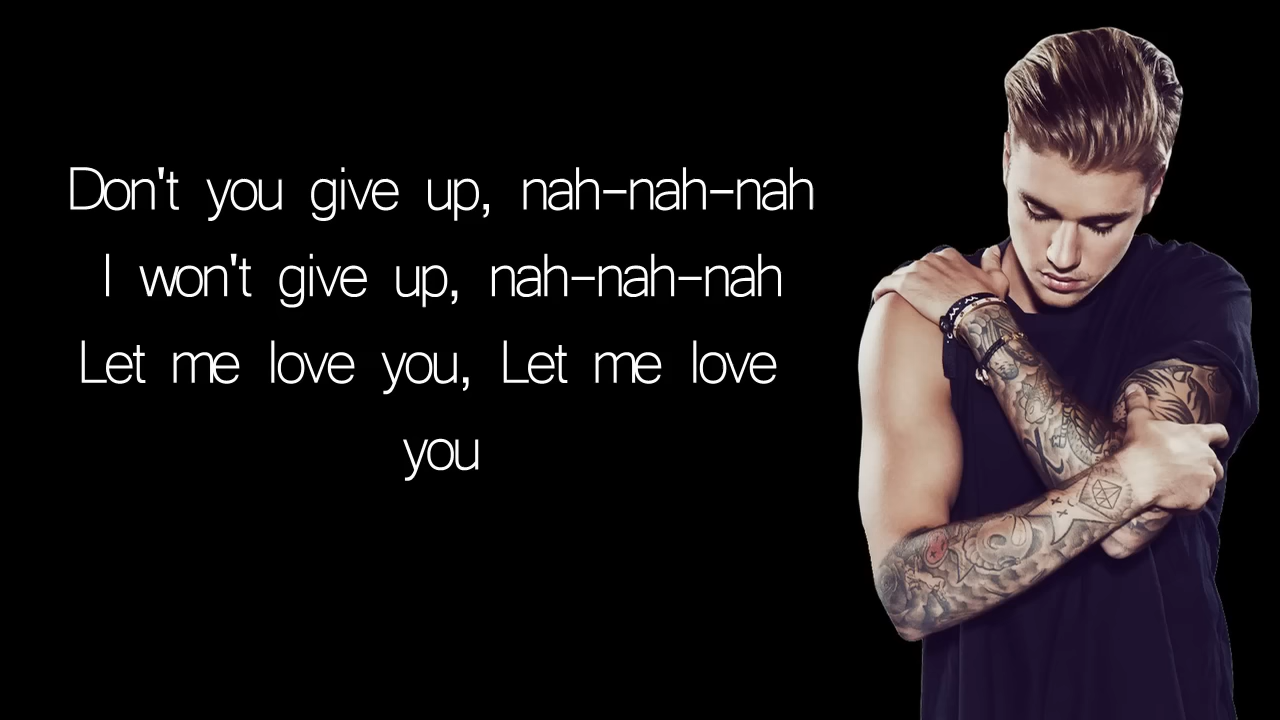 Don't you give up, nah-nah-nah
I won't give up, nah-nah-nah
Let me love you, Let me love
you